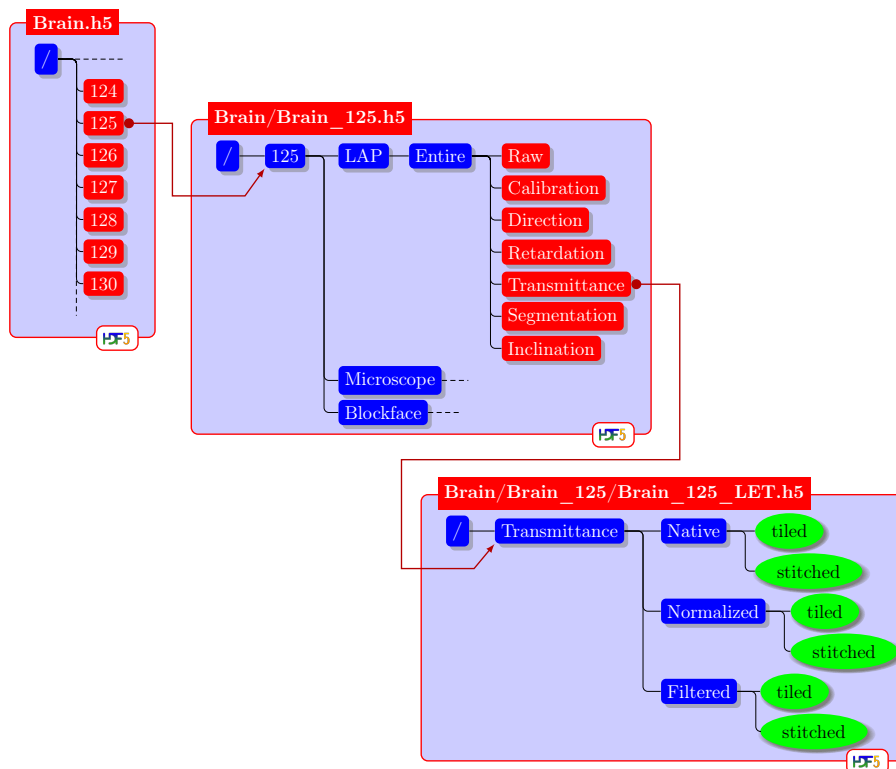 Brain.h5
/
124
125
126
127
128
129
130
HDF5
Brain/Brain_125.h5
/ 125 LAP Entire Raw
Calibration
Direction
Retardation
Transmittance
Segmentation
Inclination
Microscope
Blockface
HDF5
Brain/Brain_125/Brain_125_LET.h5
/ Transmittance Native tiled
stitched
Normalized tiled
stitched
Filtered tiled
stitched
HDF5